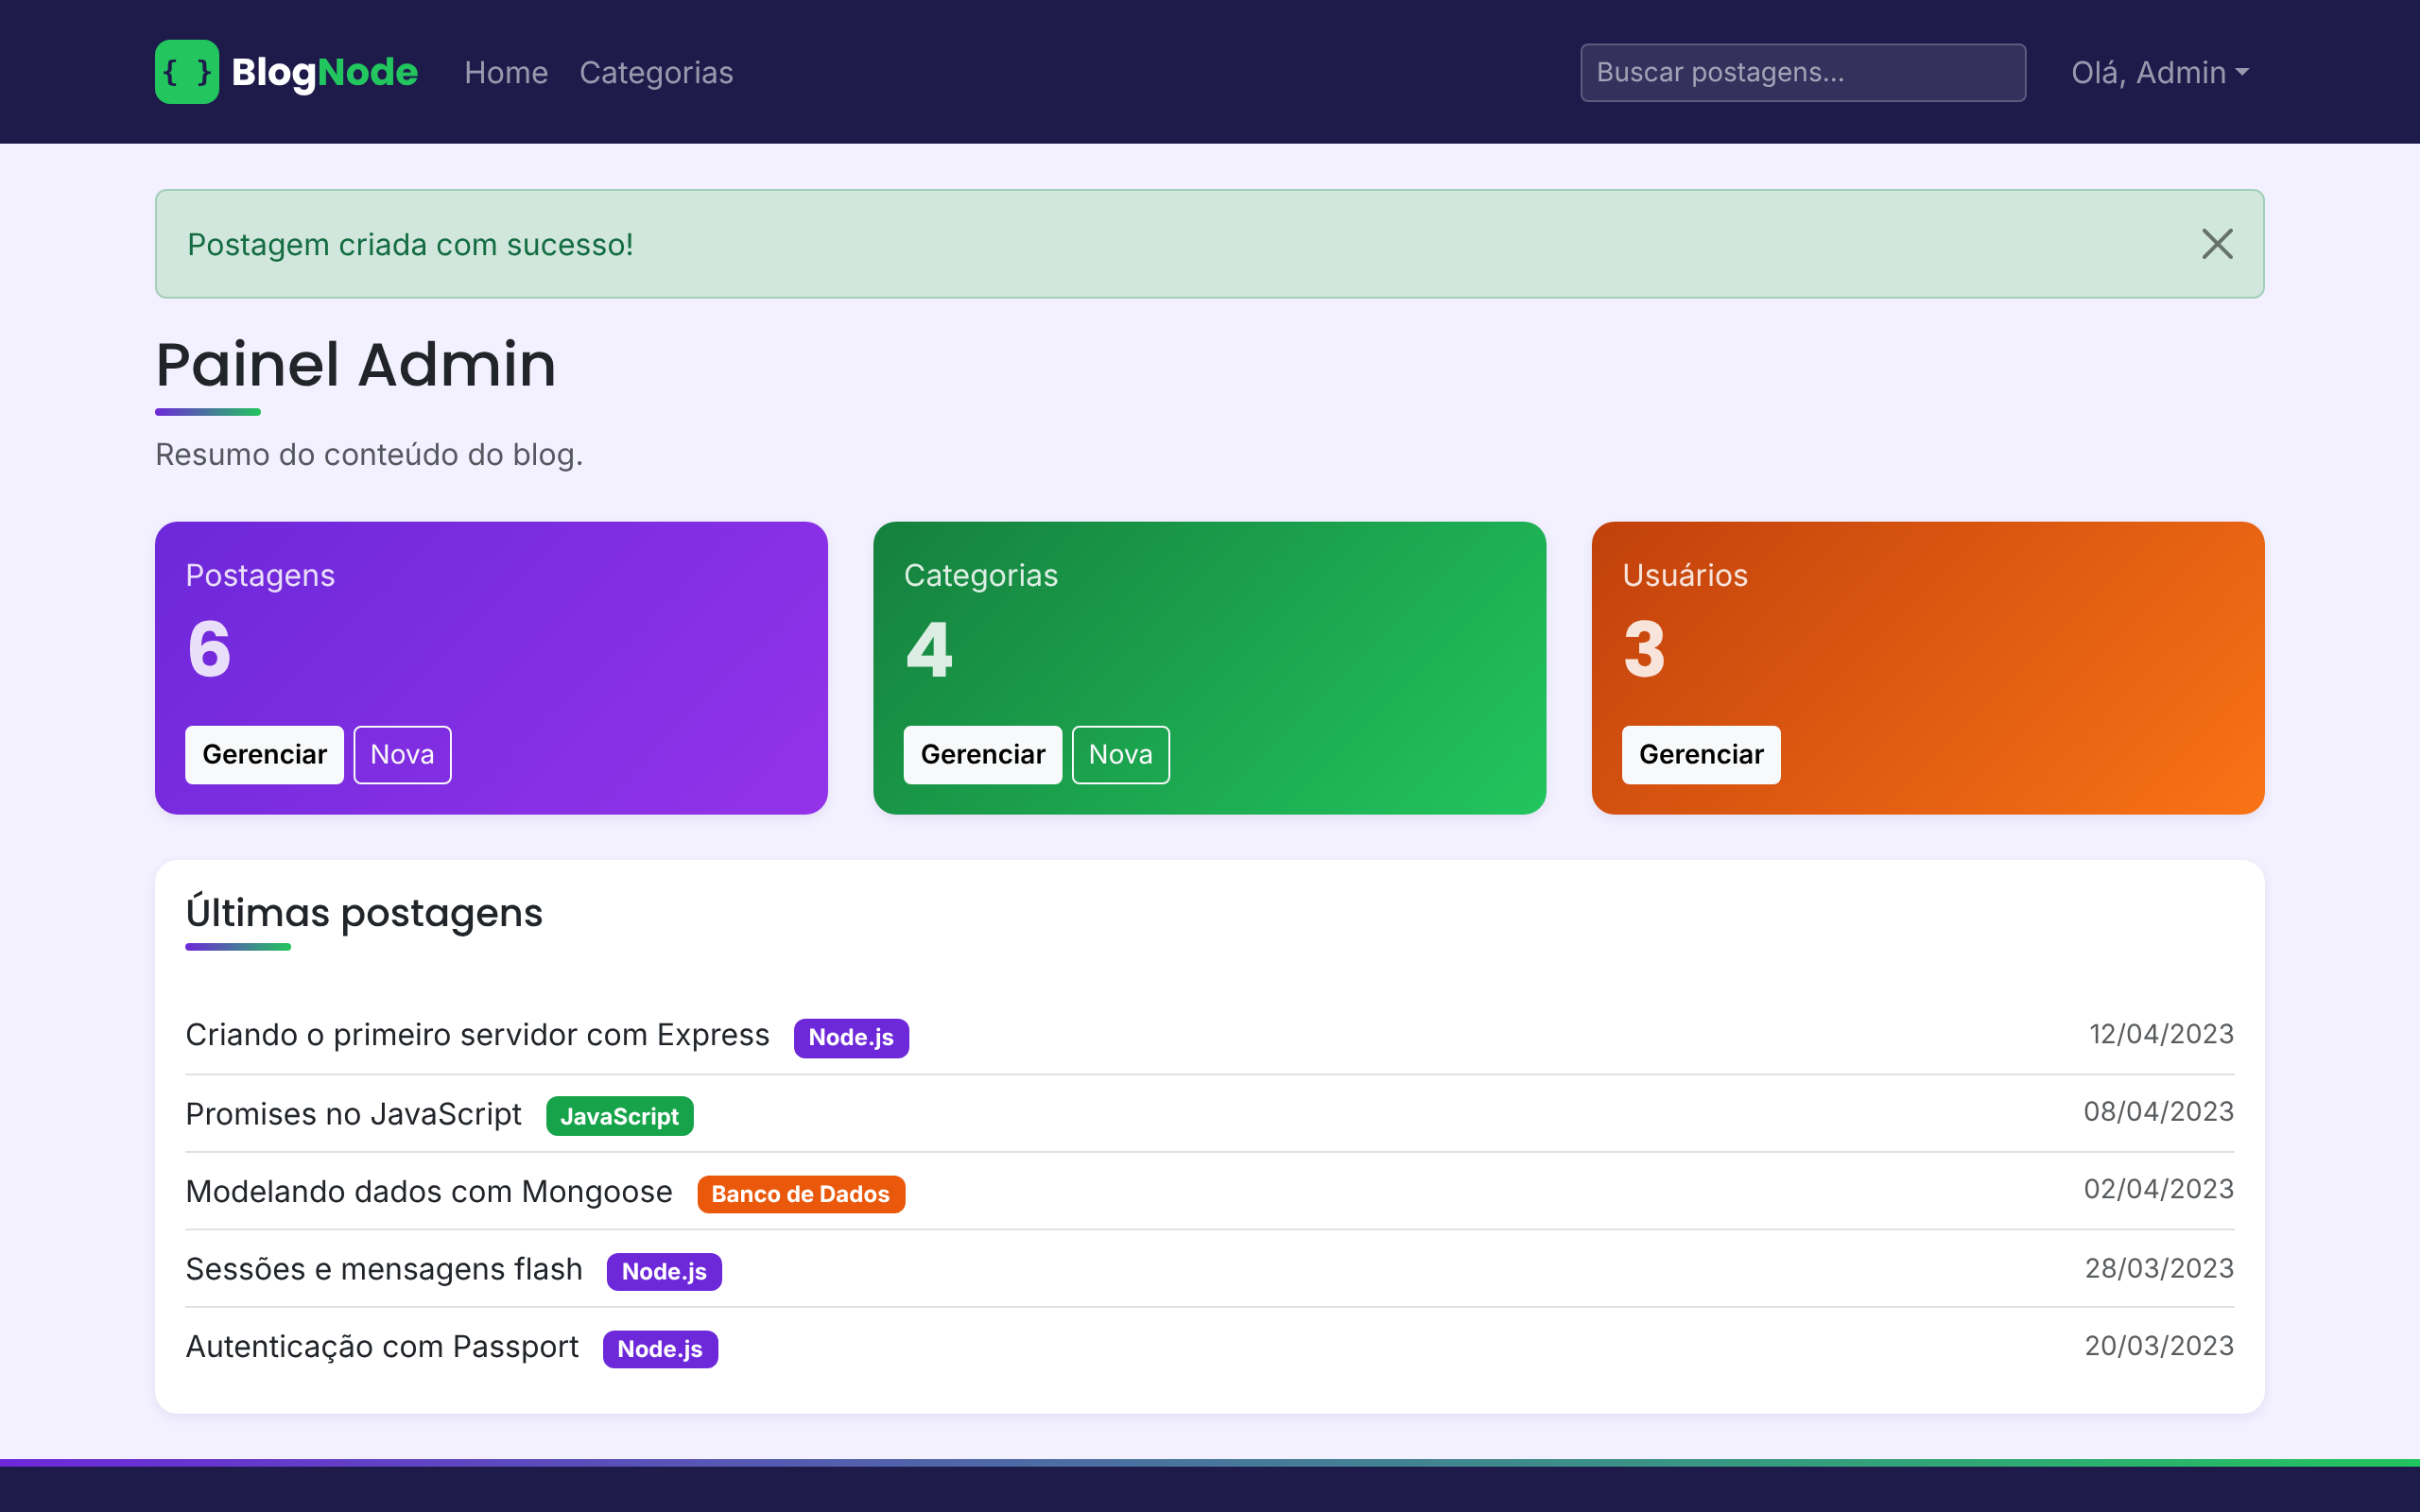 { } BlogNode Home Categorias Buscar postagens... Olá, Admin
Postagem criada com sucesso!
Painel Admin
Resumo do conteúdo do blog.
Postagens
6
Gerenciar Nova
Categorias
4
Gerenciar Nova
Usuários
3
Gerenciar
Últimas postagens
Criando o primeiro servidor com Express Node.js 12/04/2023
Promises no JavaScript JavaScript 08/04/2023
Modelando dados com Mongoose Banco de Dados 02/04/2023
Sessões e mensagens flash Node.js 28/03/2023
Autenticação com Passport Node.js 20/03/2023